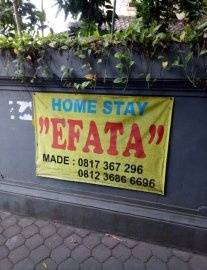 HOME STAY
"EFATA"
MADE : 0817 367 296
0812 3686 6696